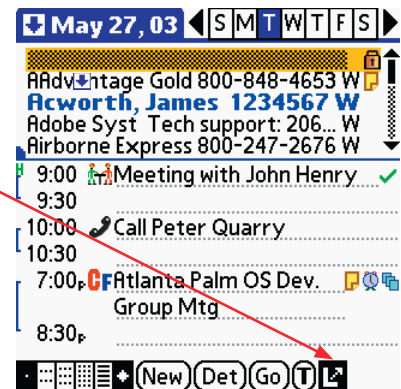 May 27, 03 S M T W T F S
AAdvantage Gold 800-848-4653 W
Acworth, James 1234567 W
Adobe Syst Tech support: 206... W
Airborne Express 800-247-2676 W
9:00 Meeting with John Henry
9:30
10:00 Call Peter Quarry
10:30
7:00P CF Atlanta Palm OS Dev.
Group Mtg
8:30P
New Det Go T